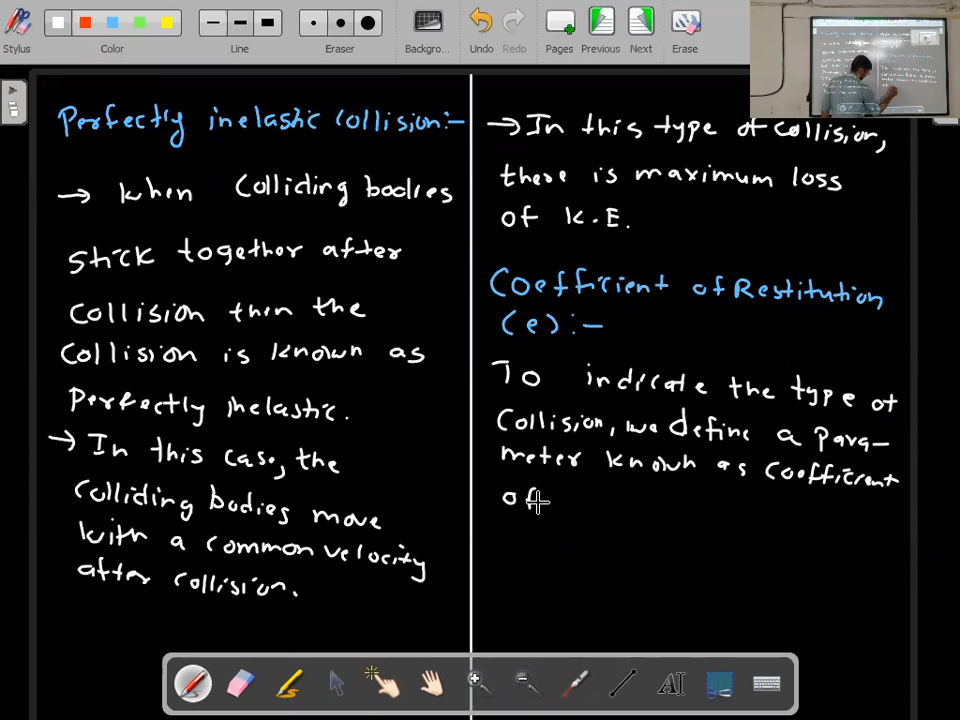 Stylus
Color
Line
Eraser
Backgro...
Undo
Redo
Pages
Previous
Next
Erase
Perfectly inelastic collision:-
→ when Colliding bodies
stick together after
Collision then the
Collision is known as
Perfectly inelastic.
→ In this case, the
Colliding bodies move
with a common velocity
after collision.
→ In this type of Collision,
there is maximum loss
of K.E.
Coefficient of Restitution
(e) :-
To indicate the type of
Collision, we define a Para-
meter known as Coefficient
of
AI